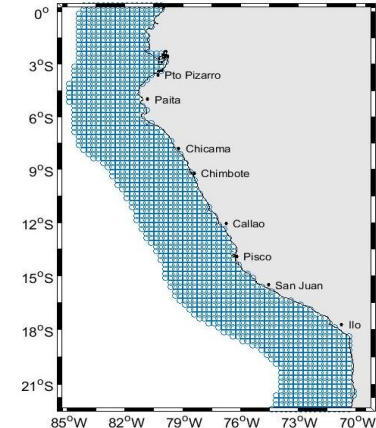 0°
3°S
Pto Pizarro
Paita
6°S
Chicama
9°S
Chimbote
12°S
Callao
Pisco
15°S
San Juan
Ilo
18°S
21°S
85°W 82°W 79°W 76°W 73°W 70°W